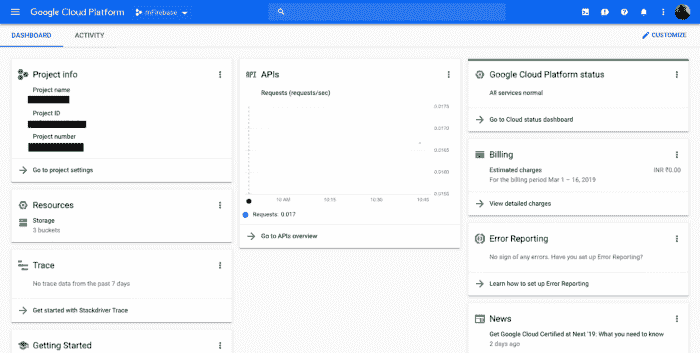 Google Cloud Platform
mFirebase
DASHBOARD
ACTIVITY
CUSTOMIZE
Project info
Project name
Project ID
Project number
Go to project settings
Resources
Storage
3 buckets
Trace
No trace data from the past 7 days
Get started with Stackdriver Trace
Getting Started
API APIs
Requests (requests/sec)
0.0175
0.0170
0.0165
0.0160
0.0155
10 AM
10:15
10:30
10:45
Requests: 0.017
Go to APIs overview
Google Cloud Platform status
All services normal
Go to Cloud status dashboard
Billing
Estimated charges
INR ₹0.00
For the billing period Mar 1 – 16, 2019
View detailed charges
Error Reporting
No sign of any errors. Have you set up Error Reporting?
Learn how to set up Error Reporting
News
Get Google Cloud Certified at Next '19: What you need to know
2 days ago